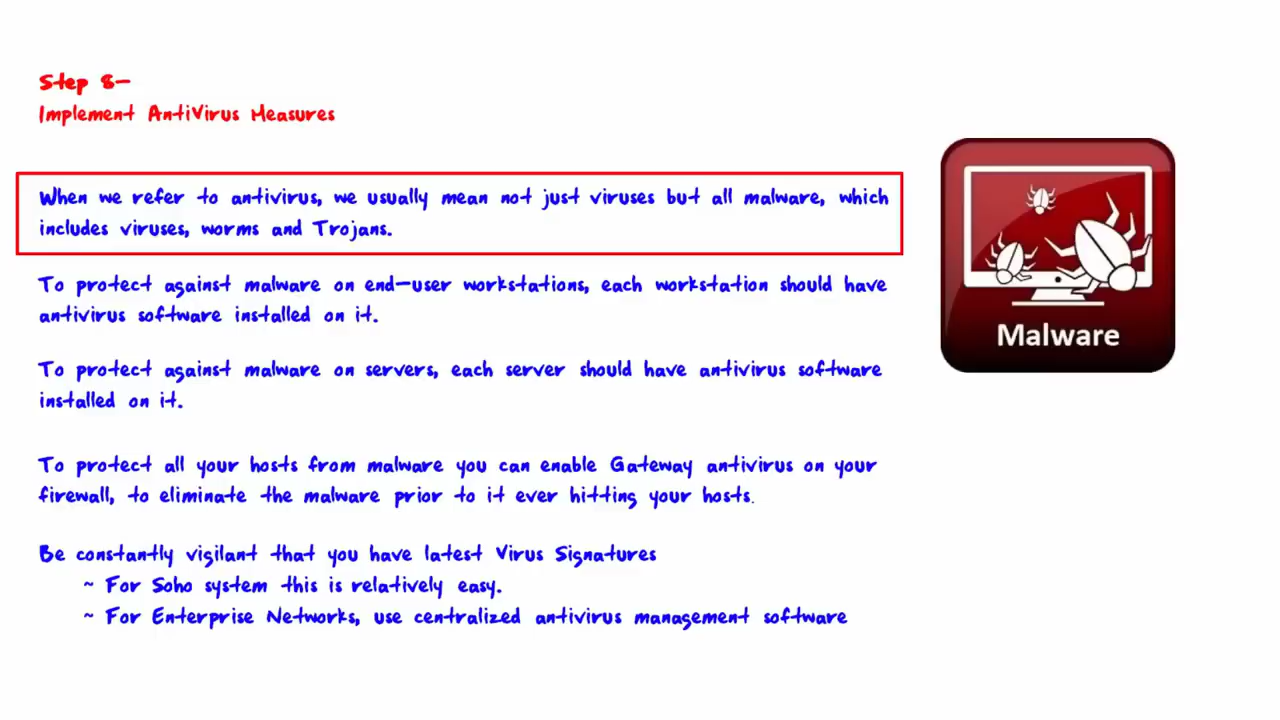 Step 8-
Implement AntiVirus Measures
When we refer to antivirus, we usually mean not just viruses but all malware, which
includes viruses, worms and Trojans.
To protect against malware on end-user workstations, each workstation should have
antivirus software installed on it.
To protect against malware on servers, each server should have antivirus software
installed on it.
To protect all your hosts from malware you can enable Gateway antivirus on your
firewall, to eliminate the malware prior to it ever hitting your hosts.
Be constantly vigilant that you have latest Virus Signatures
~ For Soho system this is relatively easy.
~ For Enterprise Networks, use centralized antivirus management software
Malware